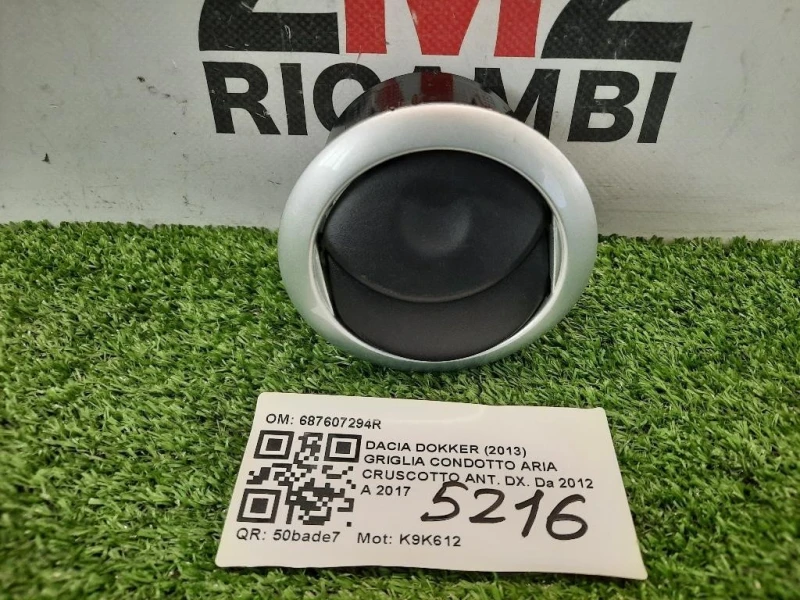 2M2
RICAMBI
OM: 687607294R
DACIA DOKKER (2013)
GRIGLIA CONDOTTO ARIA
CRUSCOTTO ANT. DX. Da 2012
A 2017
5216
QR: 50bade7 Mot: K9K612